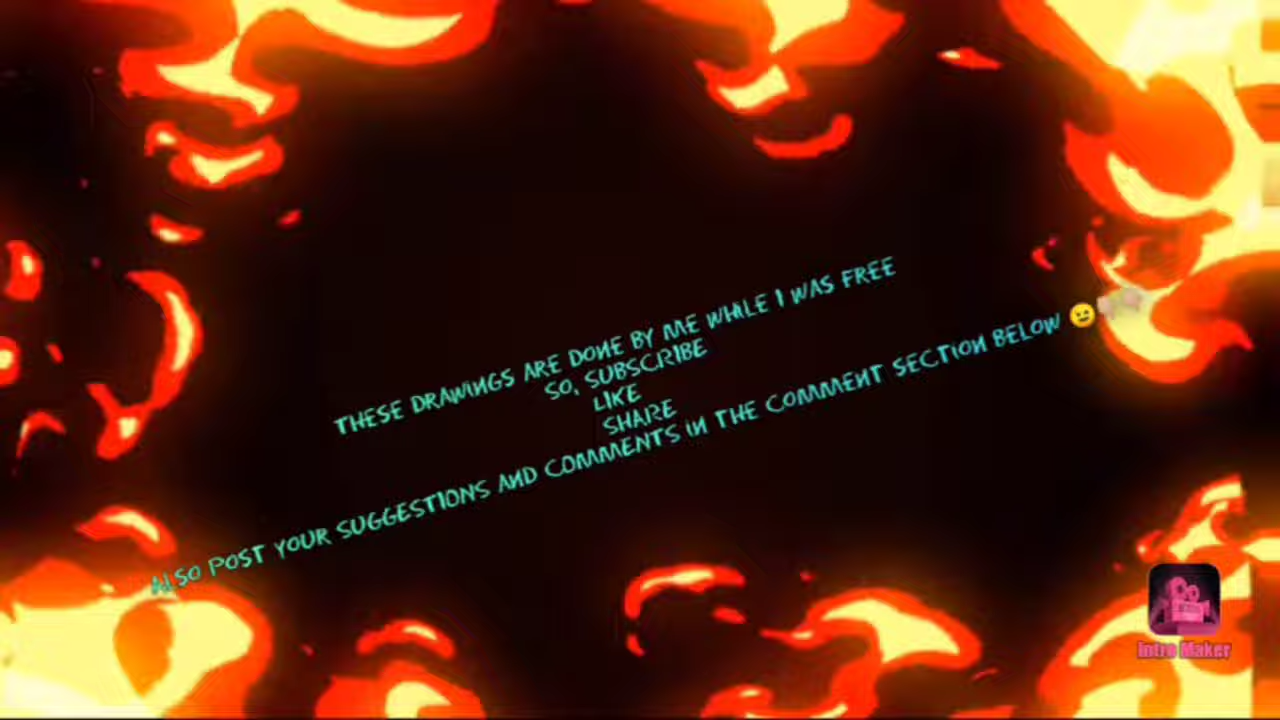 THESE DRAWINGS ARE DONE BY ME WHILE I WAS FREE
SO, SUBSCRIBE
LIKE
SHARE
ALSO POST YOUR SUGGESTIONS AND COMMENTS IN THE COMMENT SECTION BELOW 😉
Intro Maker